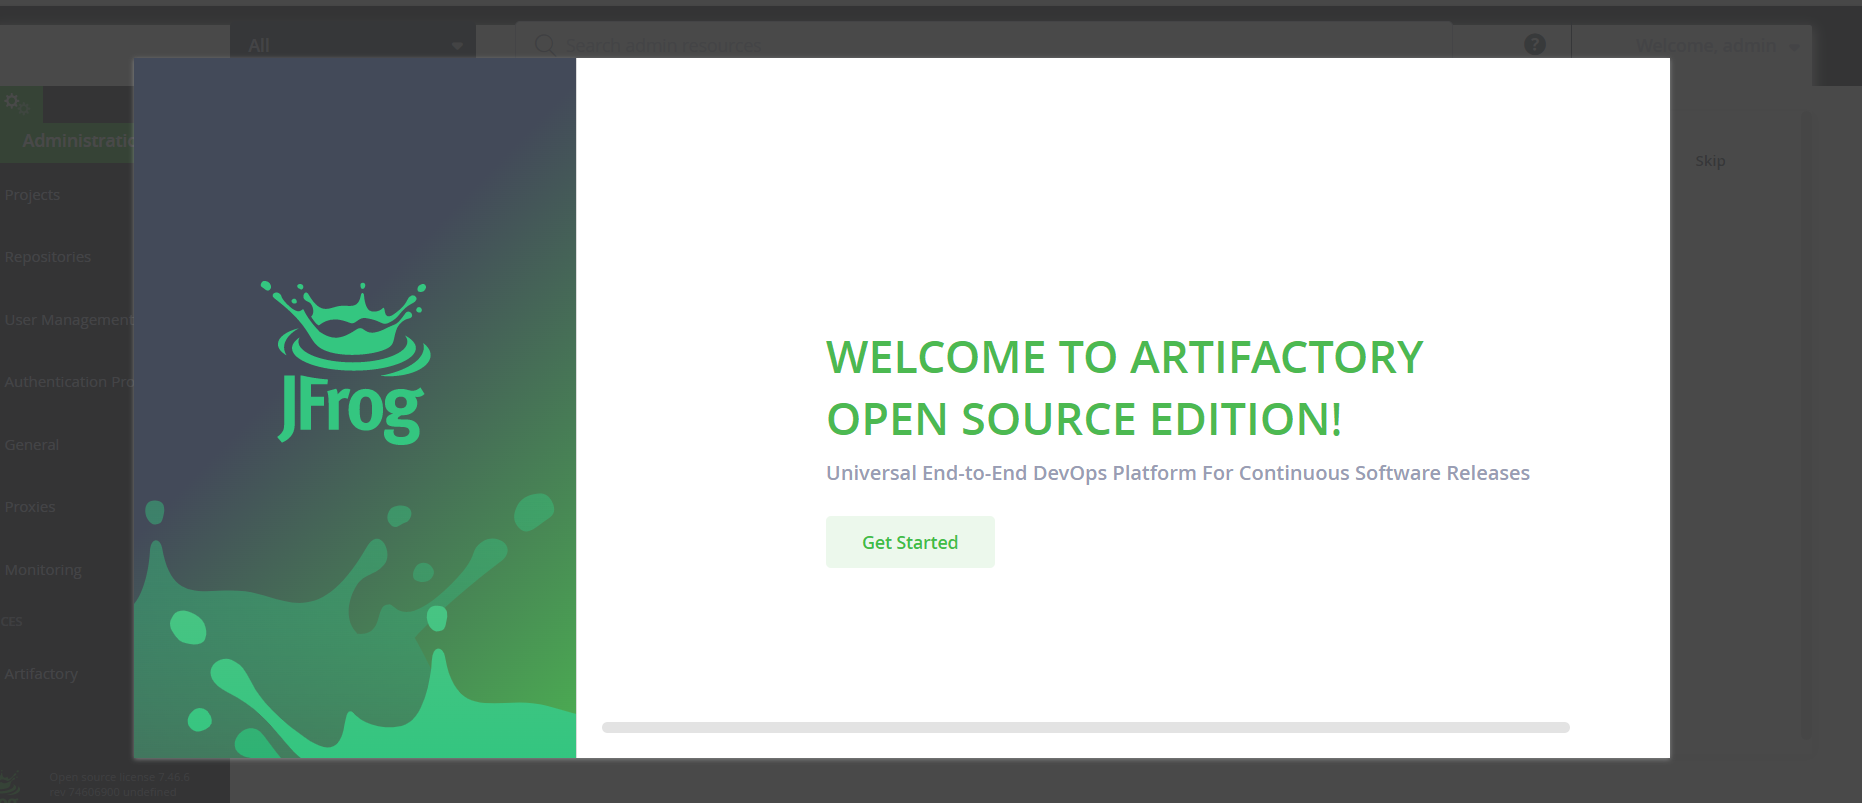 All
Search admin resources
?
Welcome, admin
Administratio
Skip
Projects
Repositories
User Management
Authentication Pro
General
Proxies
Monitoring
CES
Artifactory
JFrog
WELCOME TO ARTIFACTORY
OPEN SOURCE EDITION!
Universal End-to-End DevOps Platform For Continuous Software Releases
Get Started
Open source license 7.46.6
rev 74606900 undefined